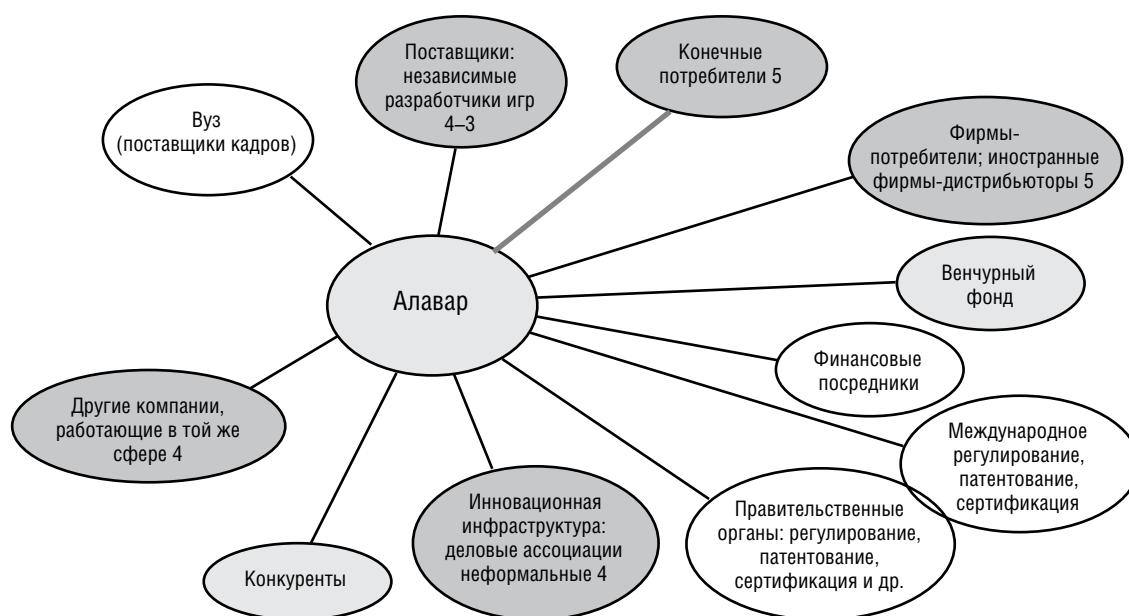 Поставщики:
независимые
разработчики игр
4–3
Конечные
потребители 5
Вуз
(поставщики кадров)
Фирмы-
потребители; иностранные
фирмы-дистрибьюторы 5
Алавар
Венчурный
фонд
Финансовые
посредники
Другие компании,
работающие в той же
сфере 4
Международное
регулирование,
патентование,
сертификация
Инновационная
инфраструктура:
деловые ассоциации
неформальные 4
Правительственные
органы: регулирование,
патентование,
сертификация и др.
Конкуренты